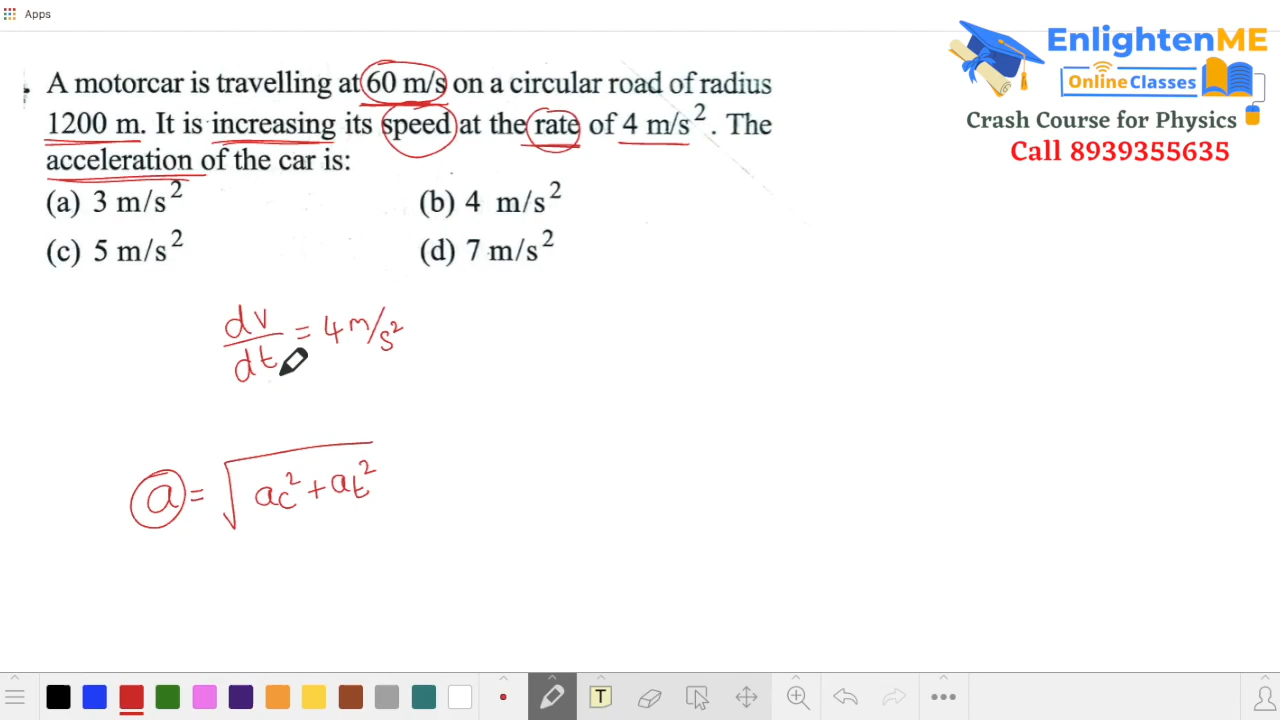 Apps
EnlightenME
Online Classes
Crash Course for Physics
Call 8939355635
A motorcar is travelling at 60 m/s on a circular road of radius
1200 m. It is increasing its speed at the rate of 4 m/s². The
acceleration of the car is:
(a) 3 m/s² (b) 4 m/s²
(c) 5 m/s² (d) 7 m/s²
dv/dt = 4 m/s²
a = √(ac² + at²)
T